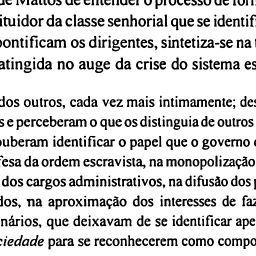 de Mattos de entender o processo de for
tituidor da classe senhorial que se identifi
pontificam os dirigentes, sintetiza-se na
atingida no auge da crise do sistema es
dos outros, cada vez mais intimamente; des
s e perceberam o que os distinguia de outros
ouberam identificar o papel que o governo
fesa da ordem escravista, na monopolização
dos cargos administrativos, na difusão dos p
dos, na aproximação dos interesses de faz
nários, que deixavam de se identificar ape
ciedade para se reconhecerem como compo